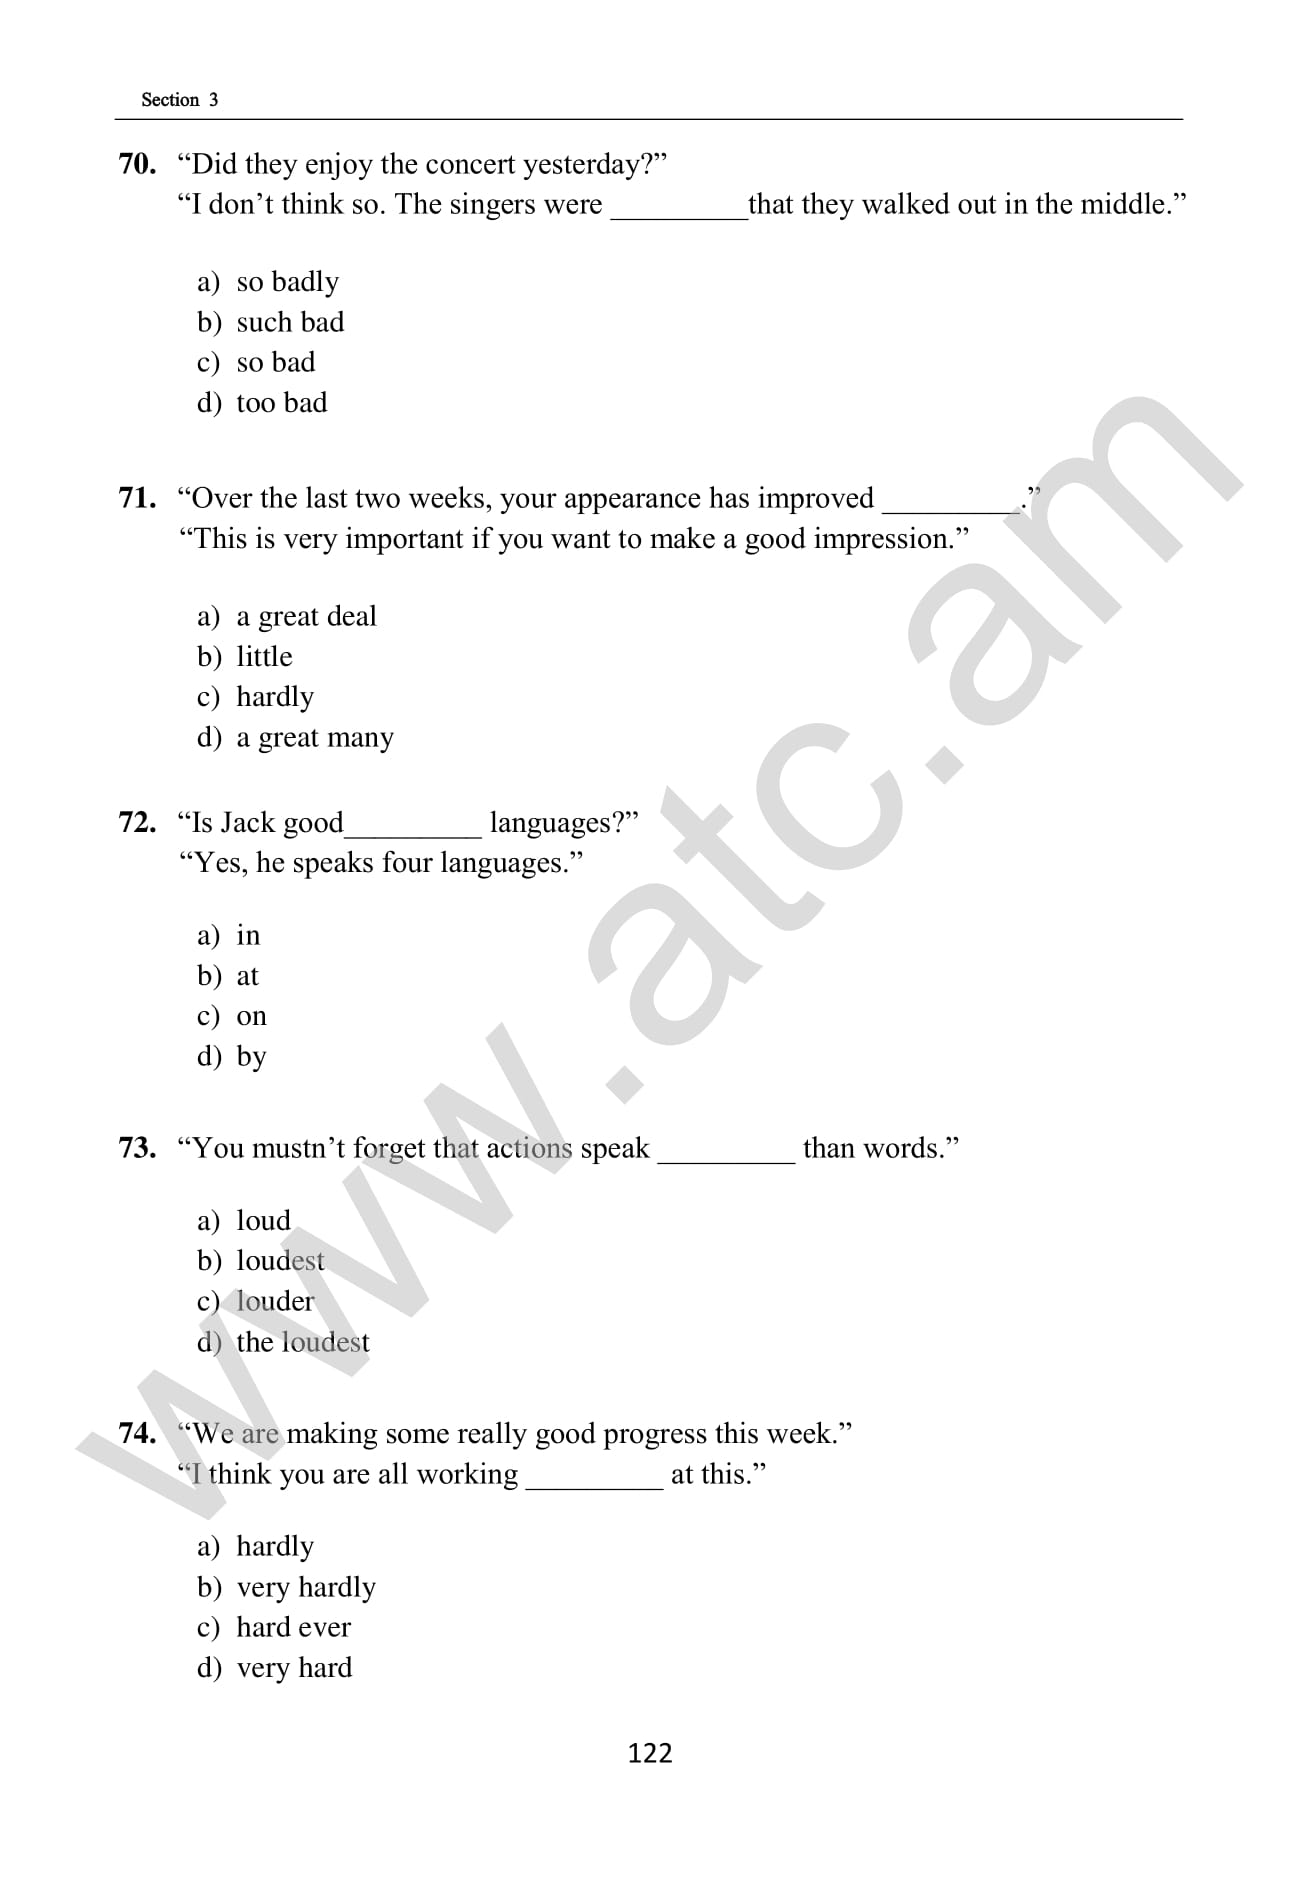 Section 3
70. “Did they enjoy the concert yesterday?”
“I don’t think so. The singers were _________that they walked out in the middle.”
a) so badly
b) such bad
c) so bad
d) too bad
71. “Over the last two weeks, your appearance has improved _________.”
“This is very important if you want to make a good impression.”
a) a great deal
b) little
c) hardly
d) a great many
72. “Is Jack good_________ languages?”
“Yes, he speaks four languages.”
a) in
b) at
c) on
d) by
73. “You mustn’t forget that actions speak _________ than words.”
a) loud
b) loudest
c) louder
d) the loudest
74. “We are making some really good progress this week.”
“I think you are all working _________ at this.”
a) hardly
b) very hardly
c) hard ever
d) very hard
122
www.atc.am